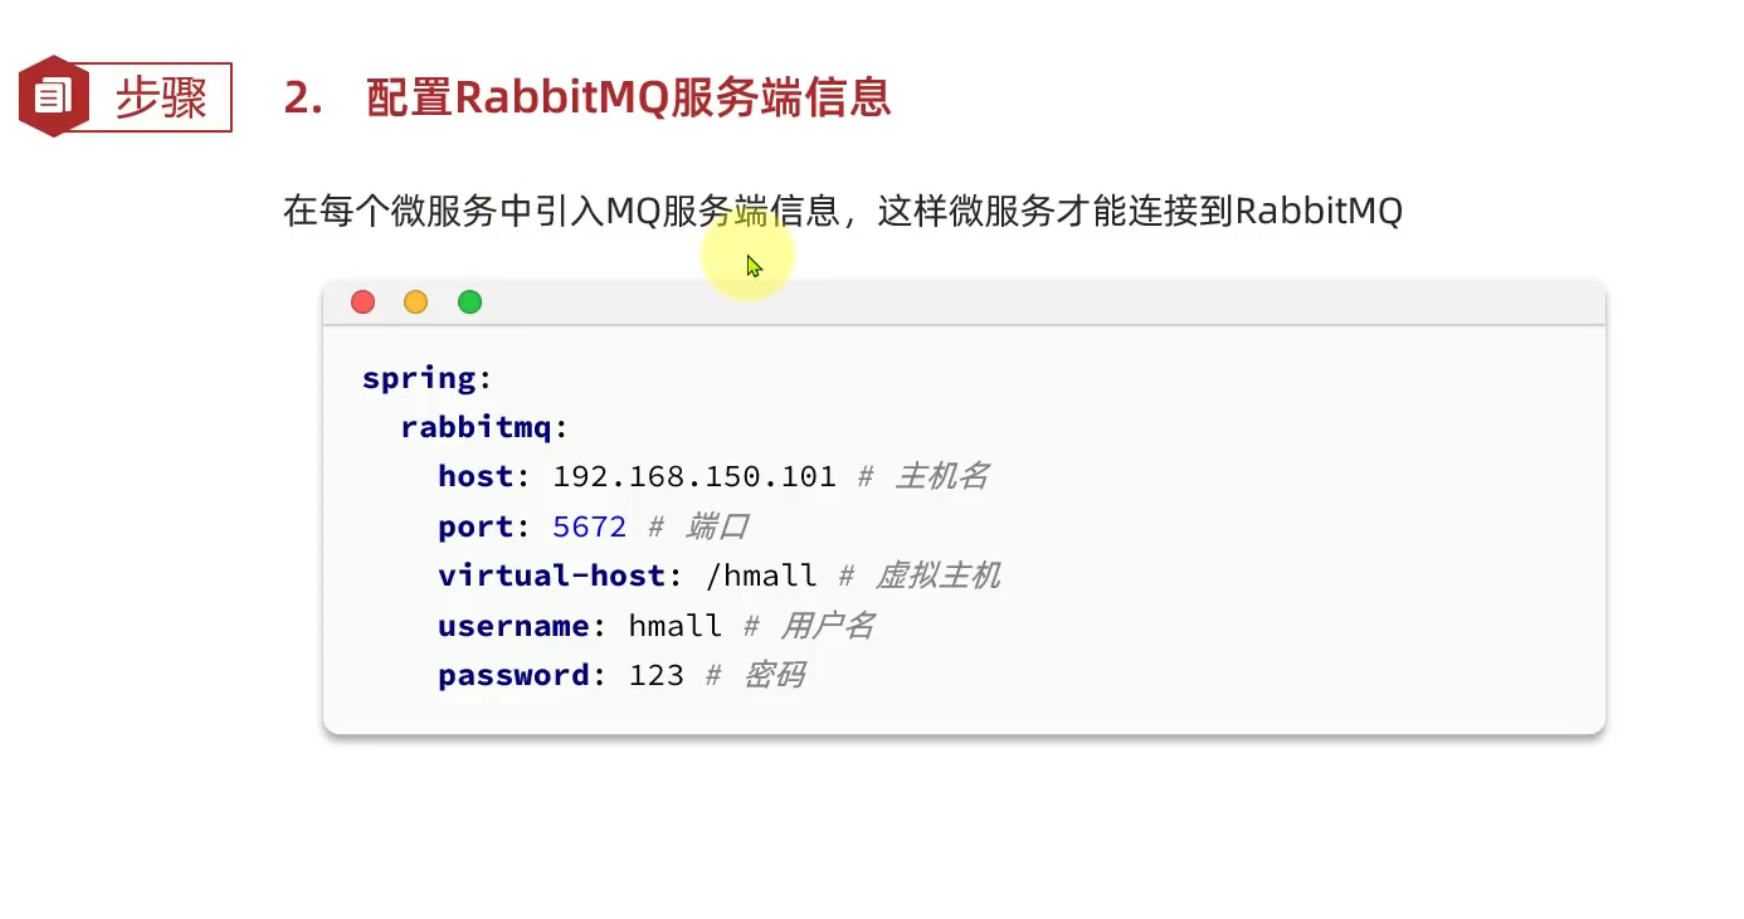 步骤
2. 配置RabbitMQ服务端信息
在每个微服务中引入MQ服务端信息，这样微服务才能连接到RabbitMQ
spring:
  rabbitmq:
    host: 192.168.150.101 # 主机名
    port: 5672 # 端口
    virtual-host: /hmall # 虚拟主机
    username: hmall # 用户名
    password: 123 # 密码